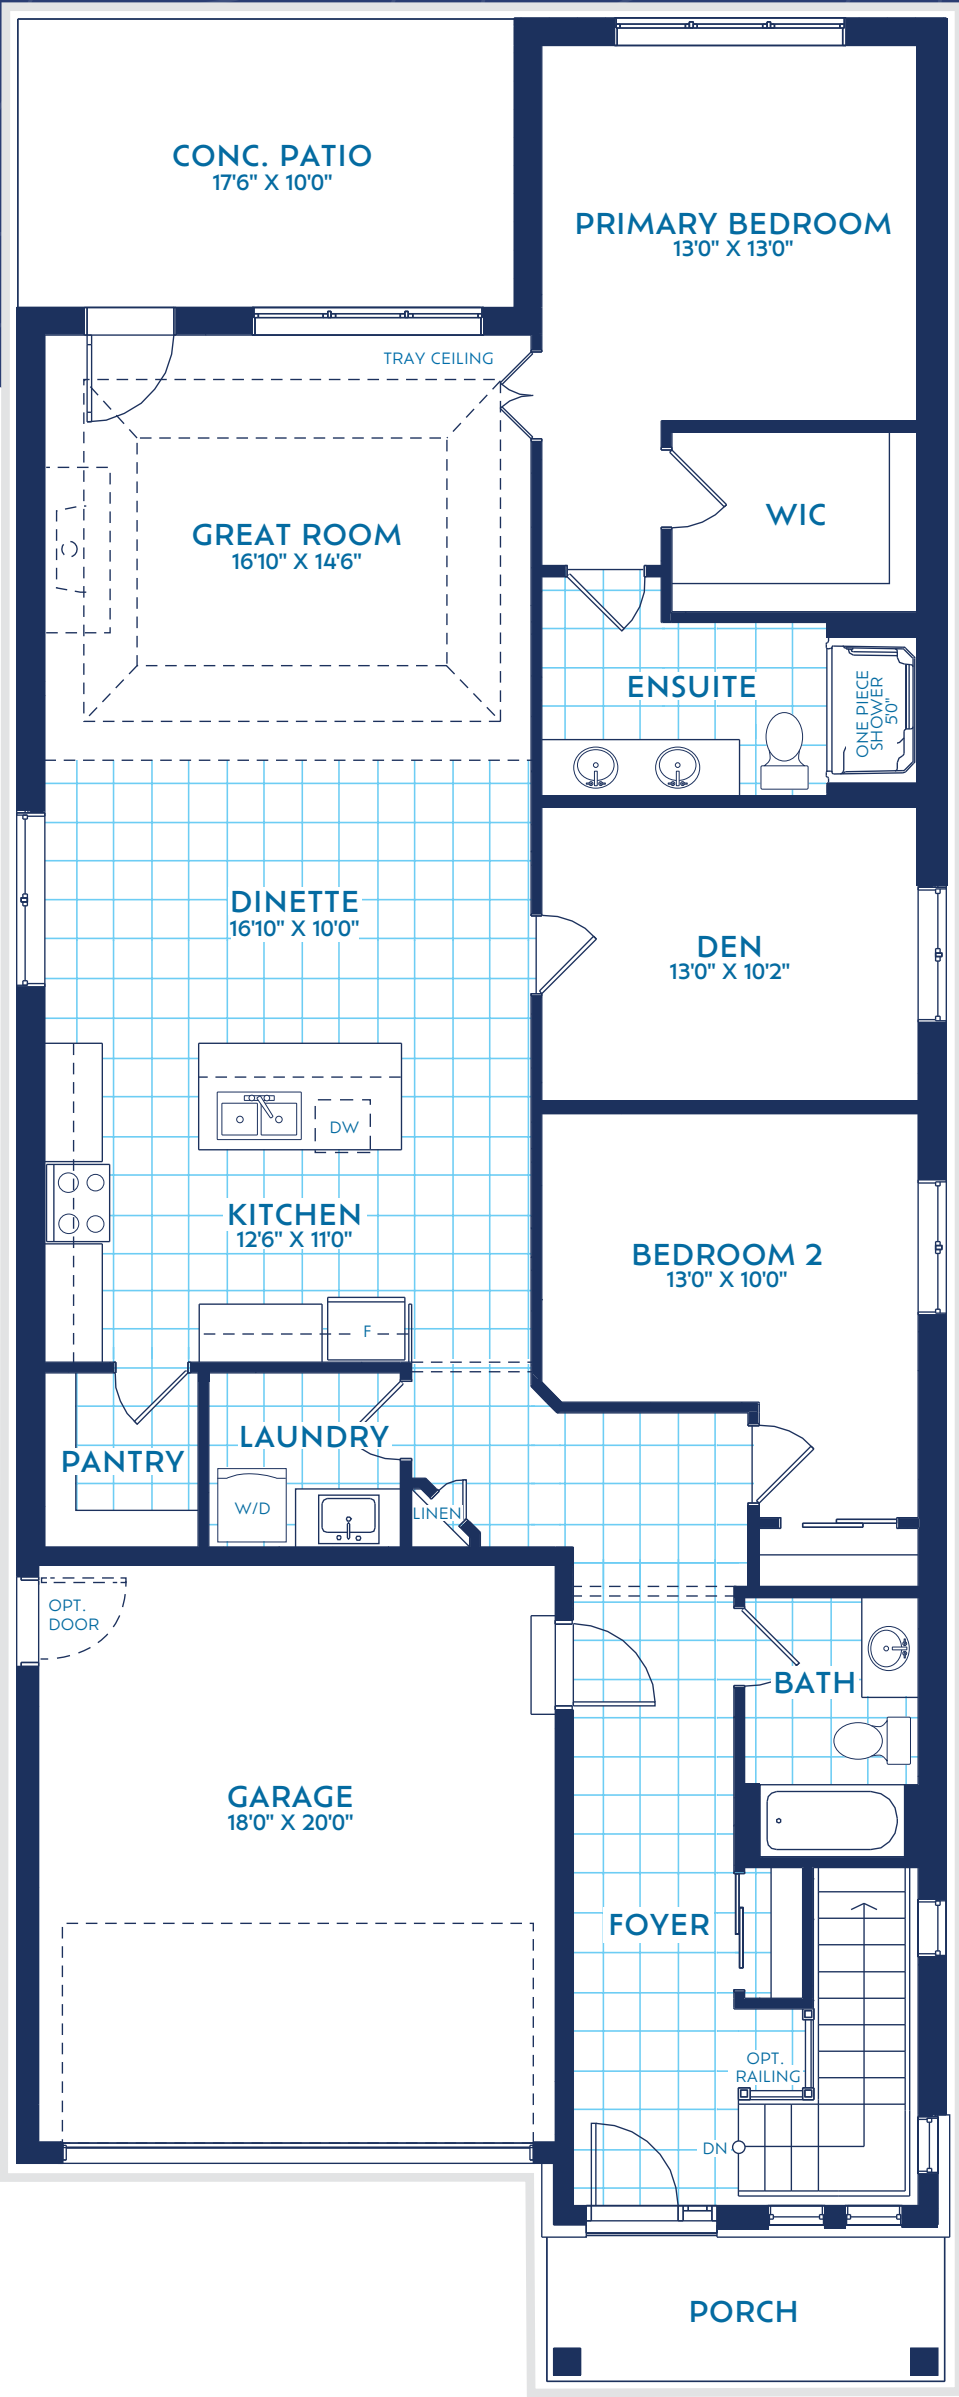 CONC. PATIO
17'6" X 10'0"
PRIMARY BEDROOM
13'0" X 13'0"
TRAY CEILING
GREAT ROOM
16'10" X 14'6"
WIC
ENSUITE
ONE PIECE
SHOWER
5'0"
DINETTE
16'10" X 10'0"
DEN
13'0" X 10'2"
DW
KITCHEN
12'6" X 11'0"
BEDROOM 2
13'0" X 10'0"
F
PANTRY
LAUNDRY
W/D
LINEN
OPT.
DOOR
BATH
GARAGE
18'0" X 20'0"
FOYER
OPT.
RAILING
DN
PORCH